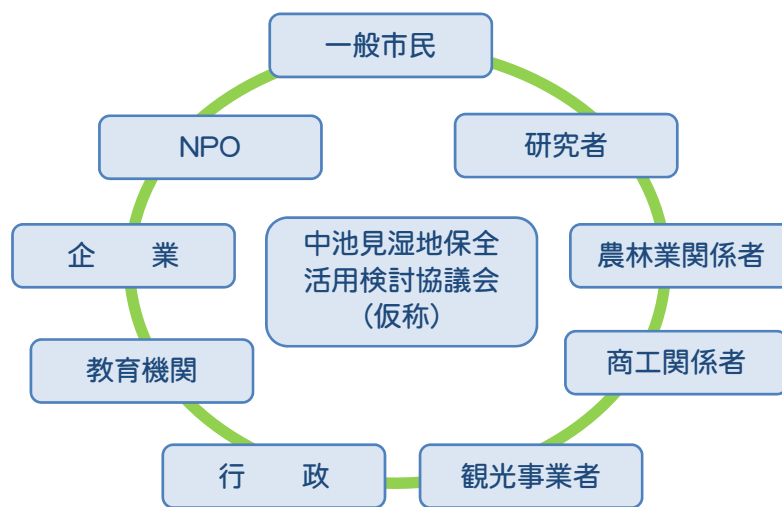 一般市民
NPO
研究者
企　　業
中池見湿地保全
活用検討協議会
（仮称）
農林業関係者
教育機関
商工関係者
行　　政
観光事業者